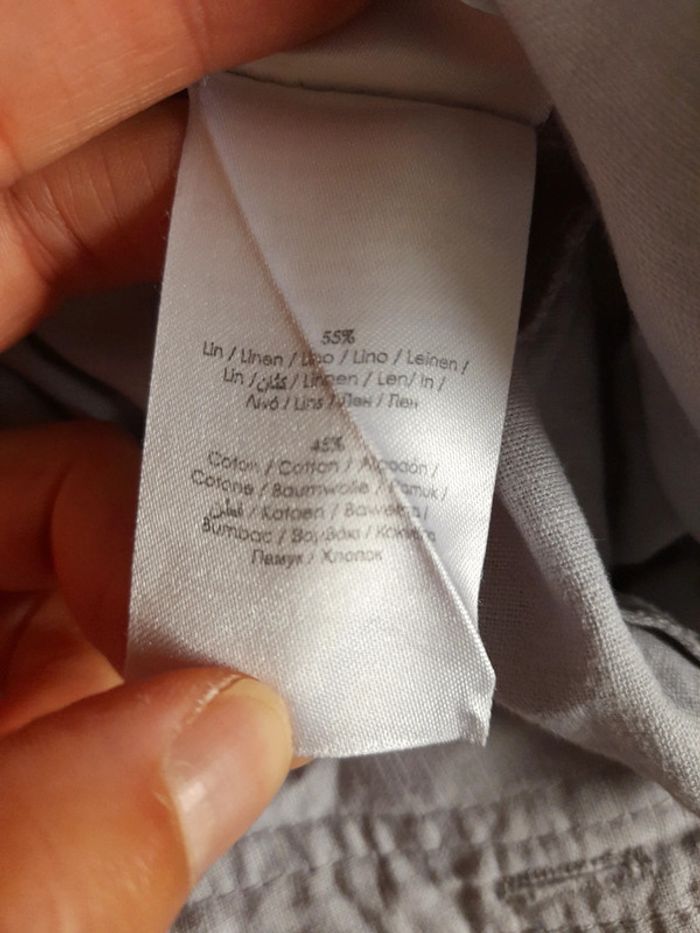 55%
Lin / Linen / Lino / Lino / Leinen /
Lin / كتان / Linnen / Len / In /
Λινό / Lins / Лен / Лен
45%
Coton / Cotton / Algodón /
Cotone / Baumwolle / Pamuk /
قطن / Katoen / Bawełna /
Bumbac / Βαμβάκι / Kokvilna
Памук / Хлопок